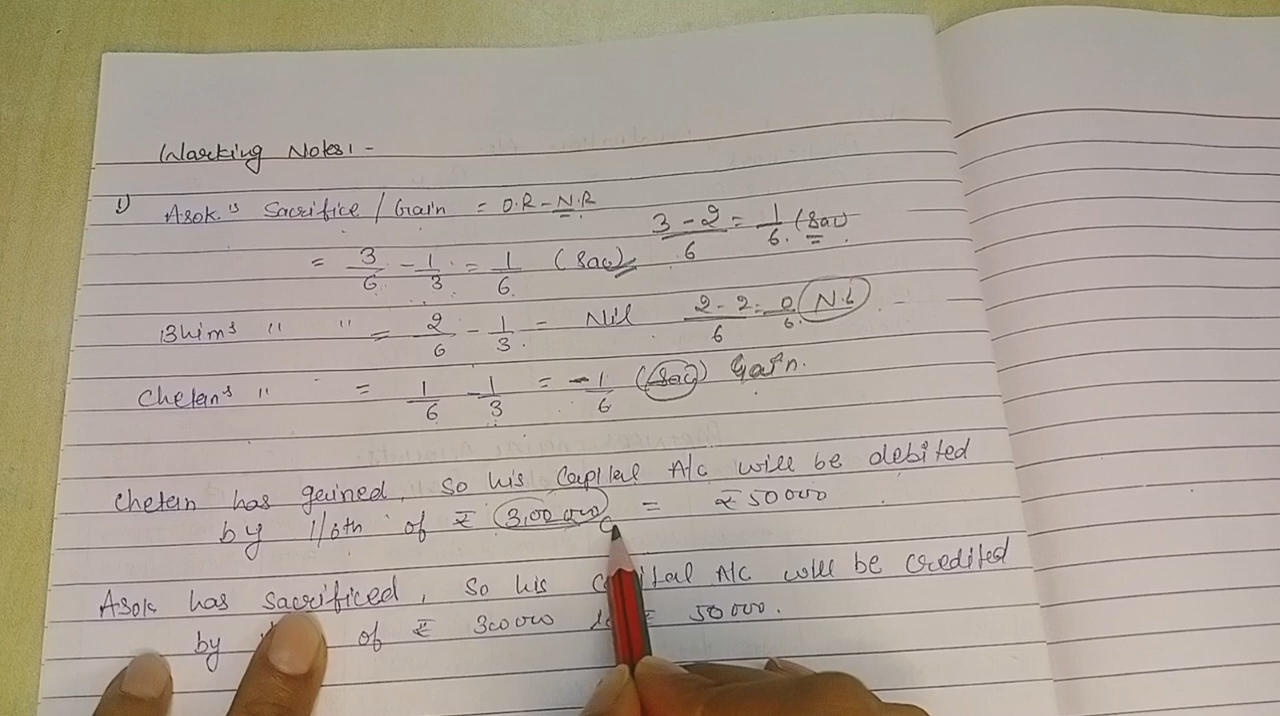 Working Notes :-
1) Asok's Sacrifice / Gain = O.R - N.R
= 3/6 - 1/3 = 1/6 (Sac) 3 - 2/6 = 1/6. (Sac)
Bhim's " " = 2/6 - 1/3 = Nil 2 - 2/6 = 0/6. Nil
Chetan's " = 1/6 - 1/3 = -1/6 (Sac) Gain.
Chetan has gained, so his Capital A/c will be debited
by 1/6th of ₹ 3,00,000 = ₹ 50000
Asok has sacrificed, so his Capital A/c will be credited
by of ₹ 300000 ₹ 50000.